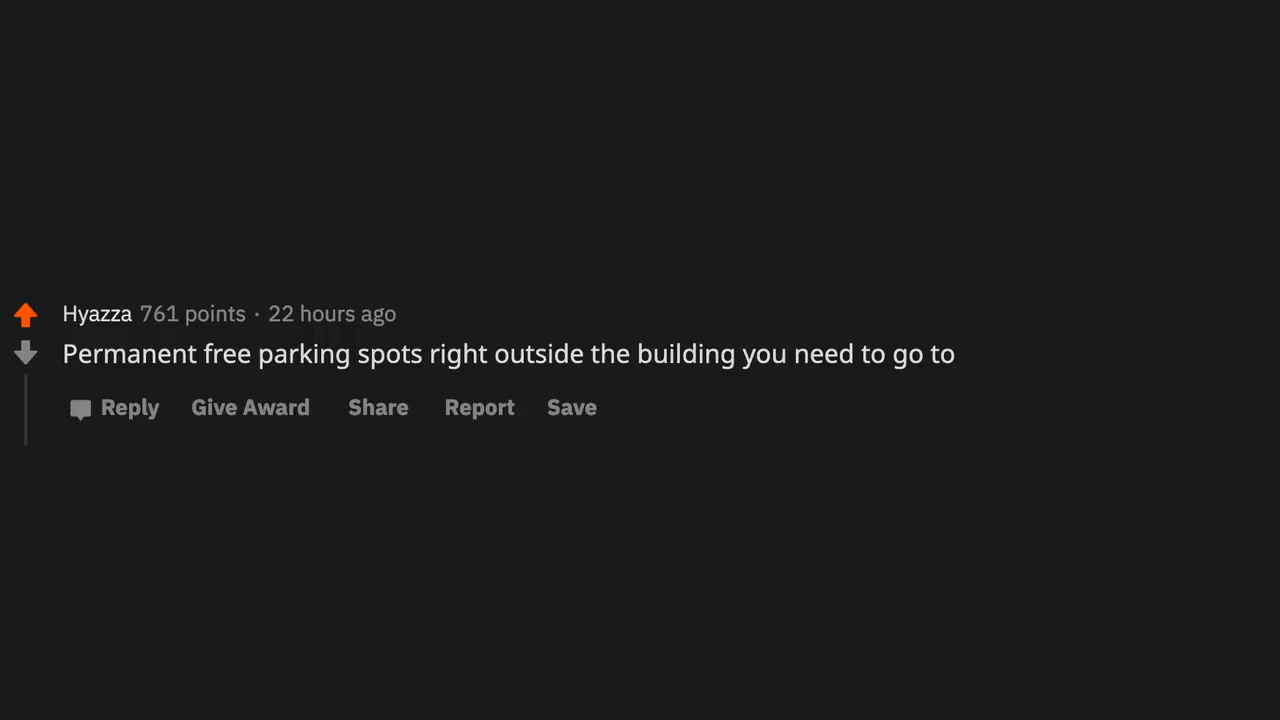 Hyazza 761 points · 22 hours ago
Permanent free parking spots right outside the building you need to go to
Reply Give Award Share Report Save